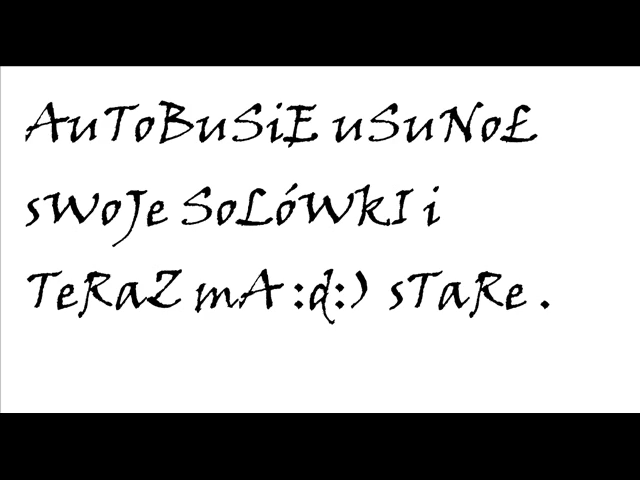 AuToBuSiE uSuNoŁ
sWoJe SoLóWkI i
TeRaZ mA :d:) sTaRe .